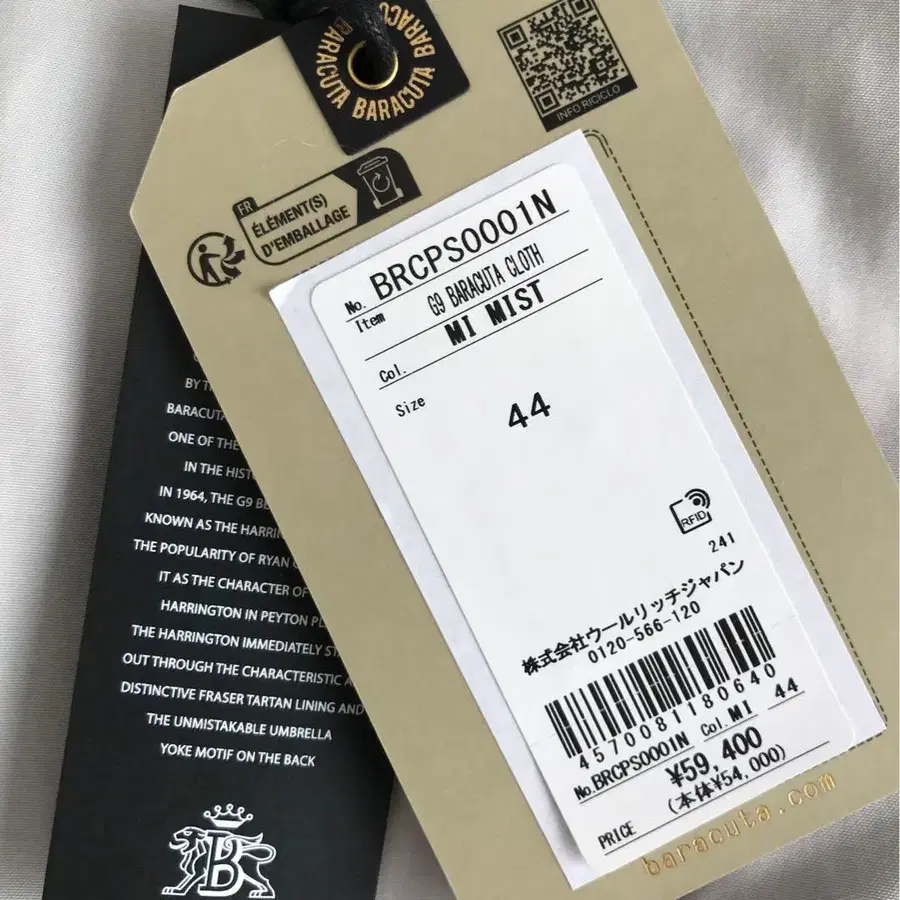 BARACUTA BARACUTA BARACUTA
INFO RICICLO
FR
ÉLÉMENT(S)
D'EMBALLAGE
No. BRCPS0001N
Item G9 BARACUTA CLOTH
MI MIST
Col.
Size 44
RFID
241
株式会社ウールリッチジャパン
0120-566-120
4570081180640
No.BRCPS0001N Col.MI 44
¥59,400
(本体¥54,000)
PRICE
baracuta.com
BY
BARACUTA
ONE OF THE
IN THE
IN 1964, THE G9
KNOWN AS THE
THE POPULARITY OF RYAN
IT AS THE CHARACTER OF
HARRINGTON IN PEYTON
THE HARRINGTON IMMEDIATELY
OUT THROUGH THE CHARACTERISTIC
DISTINCTIVE FRASER TARTAN LINING AND
THE UNMISTAKABLE UMBRELLA
YOKE MOTIF ON THE BACK
B